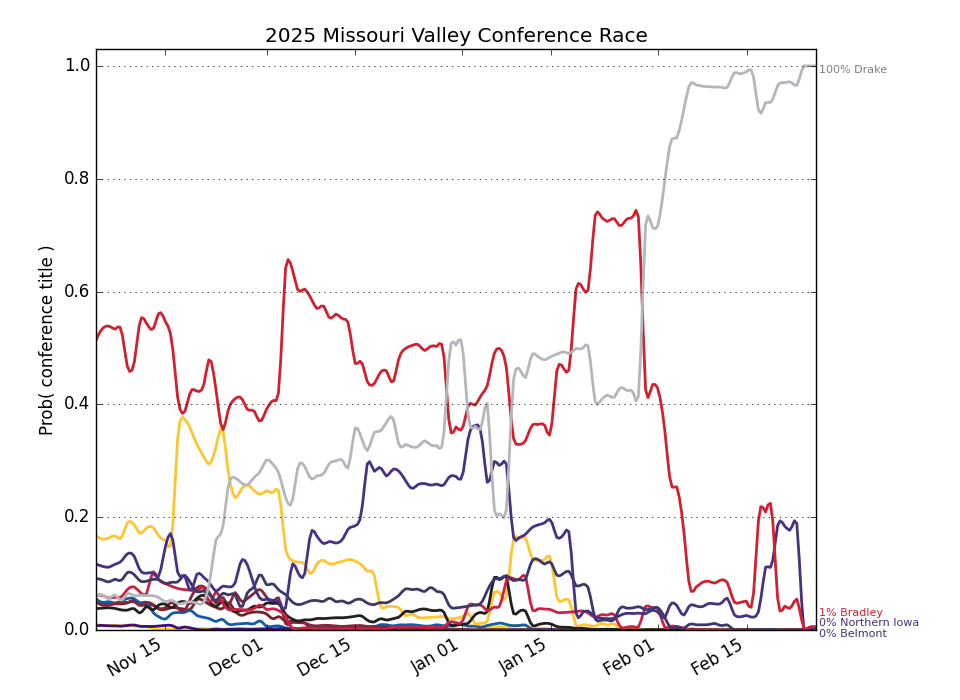 2025 Missouri Valley Conference Race
Prob( conference title )
1.0
0.8
0.6
0.4
0.2
0.0
Nov 15
Dec 01
Dec 15
Jan 01
Jan 15
Feb 01
Feb 15
100% Drake
1% Bradley
0% Northern Iowa
0% Belmont